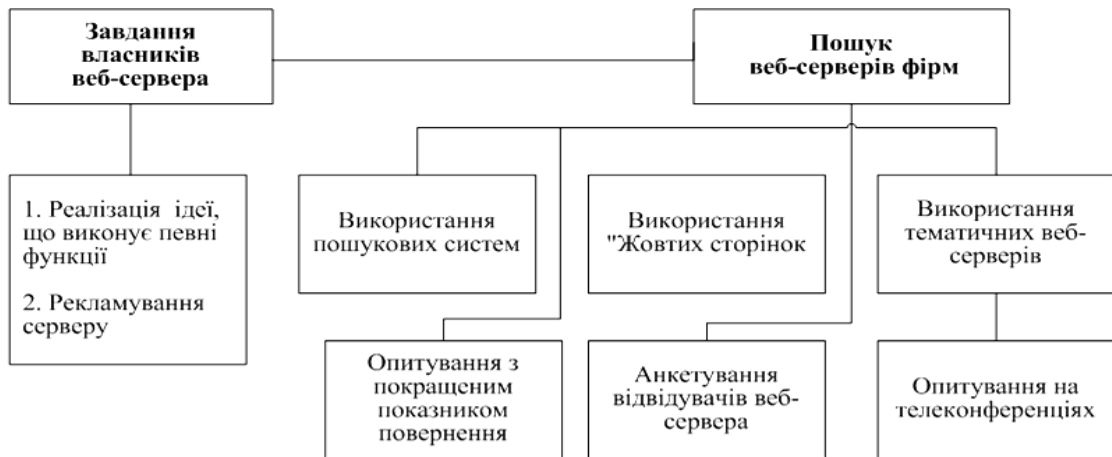 Завдання
власників
веб-сервера
Пошук
веб-серверів фірм
1. Реалізація ідеї,
що виконує певні
функції
2. Рекламування
серверу
Використання
пошукових систем
Використання
"Жовтих сторінок
Використання
тематичних веб-
серверів
Опитування з
покращеним
показником
повернення
Анкетування
відвідувачів веб-
сервера
Опитування на
телеконференціях